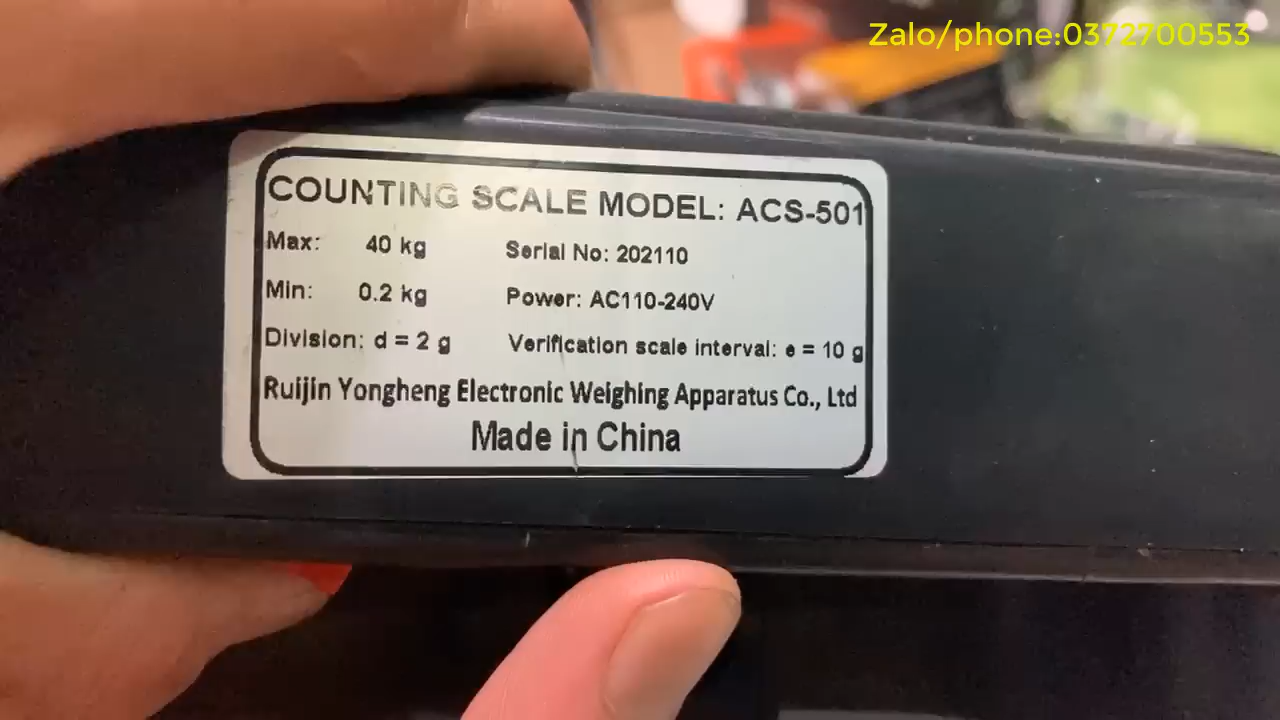 Zalo/phone:0372700553
COUNTING SCALE MODEL: ACS-501
Max: 40 kg Serial No: 202110
Min: 0.2 kg Power: AC110-240V
Division: d = 2 g Verification scale interval: e = 10 g
Ruijin Yongheng Electronic Weighing Apparatus Co., Ltd
Made in China